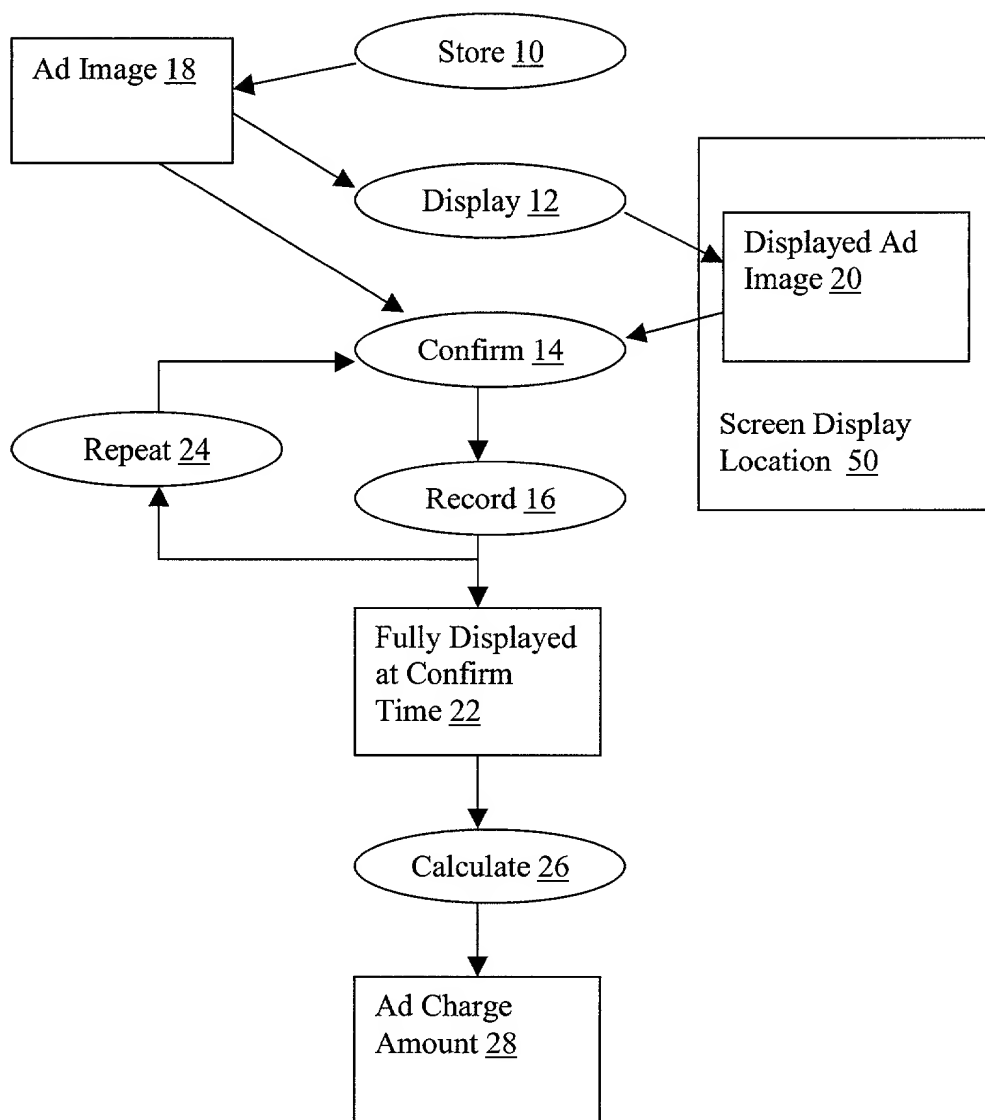 Store 10
Ad Image 18
Display 12
Displayed Ad
Image 20
Confirm 14
Screen Display
Location 50
Repeat 24
Record 16
Fully Displayed
at Confirm
Time 22
Calculate 26
Ad Charge
Amount 28